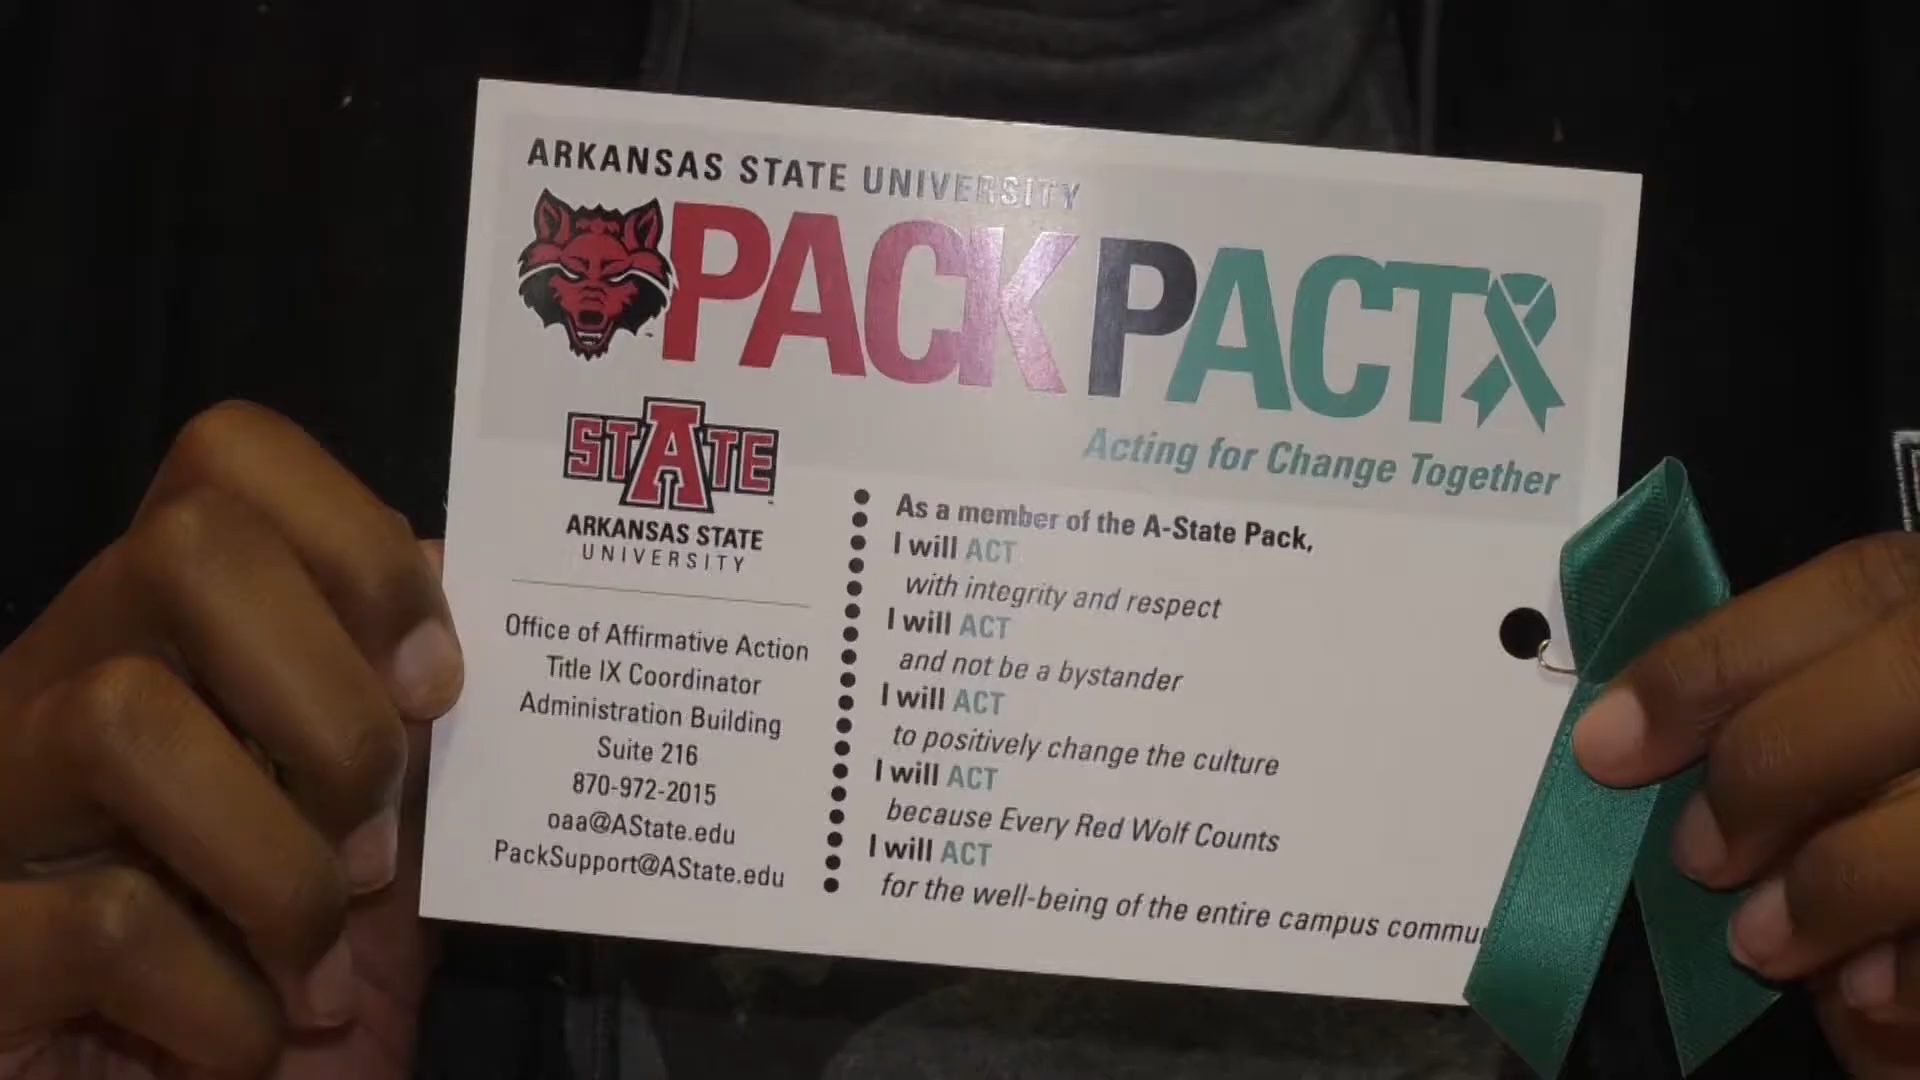 ARKANSAS STATE UNIVERSITY
PACK PACT
Acting for Change Together
STATE
ARKANSAS STATE
UNIVERSITY
Office of Affirmative Action
Title IX Coordinator
Administration Building
Suite 216
870-972-2015
oaa@AState.edu
PackSupport@AState.edu
As a member of the A-State Pack,
I will ACT
with integrity and respect
I will ACT
and not be a bystander
I will ACT
to positively change the culture
I will ACT
because Every Red Wolf Counts
I will ACT
for the well-being of the entire campus